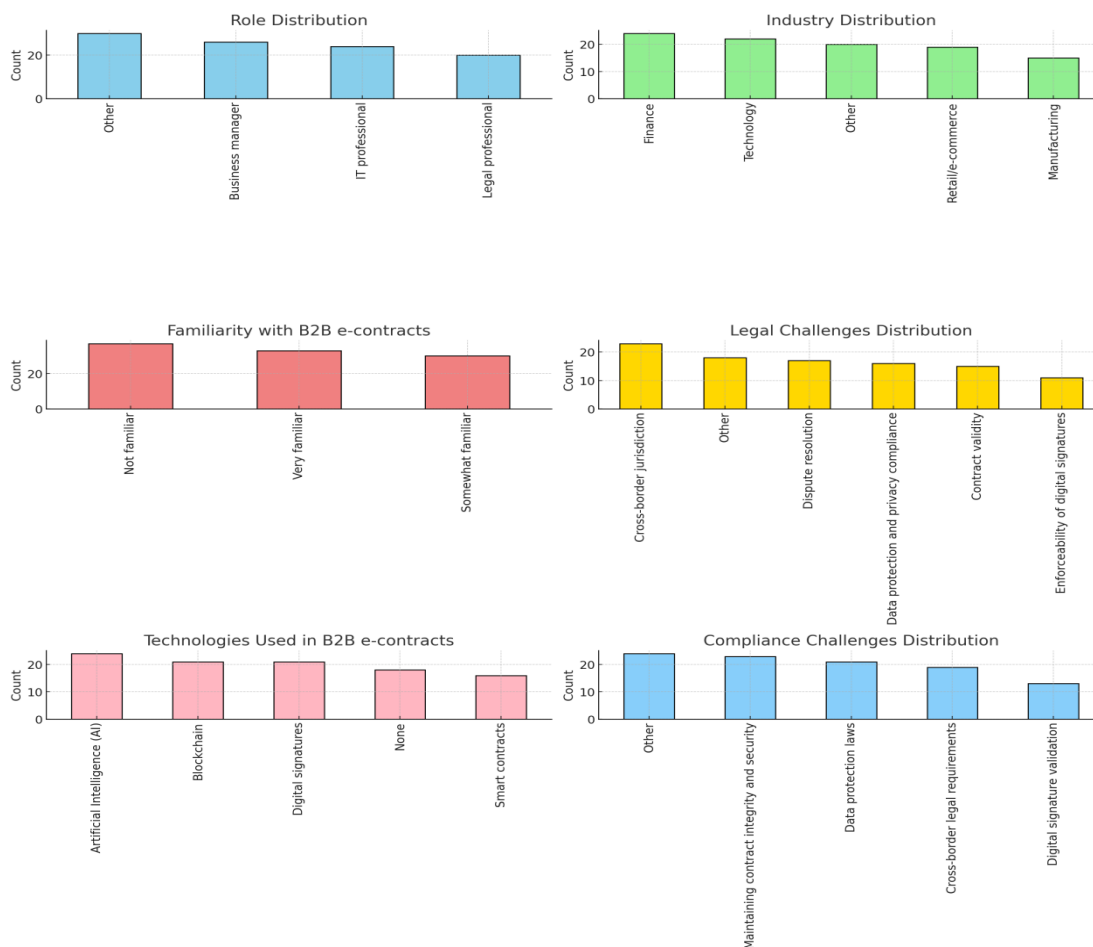 Role Distribution
Count
20
0
Other
Business manager
IT professional
Legal professional
Industry Distribution
Count
20
10
0
Finance
Technology
Other
Retail/e-commerce
Manufacturing
Familiarity with B2B e-contracts
Count
20
0
Not familiar
Very familiar
Somewhat familiar
Legal Challenges Distribution
Count
20
10
0
Cross-border jurisdiction
Other
Dispute resolution
Data protection and privacy compliance
Contract validity
Enforceability of digital signatures
Technologies Used in B2B e-contracts
Count
20
10
0
Artificial Intelligence (AI)
Blockchain
Digital signatures
None
Smart contracts
Compliance Challenges Distribution
Count
20
10
0
Other
Maintaining contract integrity and security
Data protection laws
Cross-border legal requirements
Digital signature validation